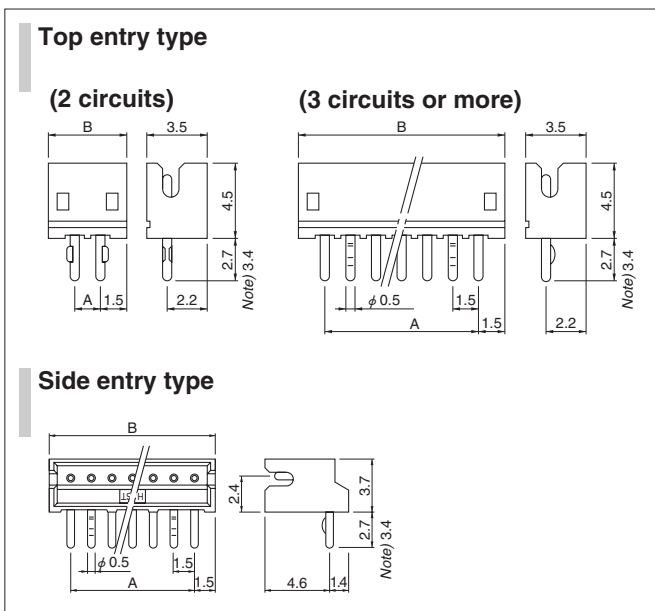 Top entry type
(2 circuits) (3 circuits or more)
B 3.5 B 3.5
4.5 4.5
2.7 2.7
Note) 3.4 Note) 3.4
A 1.5 2.2 φ 0.5 1.5
A 1.5 2.2
Side entry type
B
2.4 3.7
2.7
Note) 3.4
φ 0.5 1.5
A 1.5 4.6 1.4